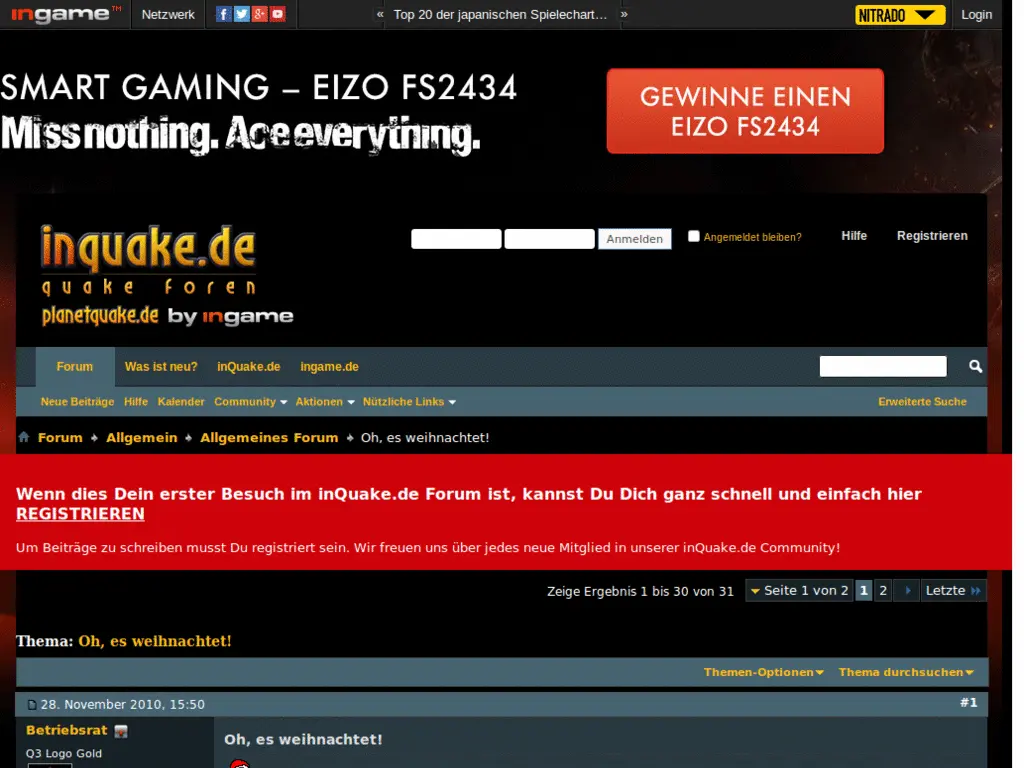 ingame™
Netzwerk
« Top 20 der japanischen Spielechart… »
NITRADO
Login
SMART GAMING – EIZO FS2434
Miss nothing. Ace everything.
GEWINNE EINEN
EIZO FS2434
inquake.de
quake foren
planetquake.de by ingame
Anmelden
Angemeldet bleiben?
Hilfe
Registrieren
Forum
Was ist neu?
inQuake.de
Ingame.de
Neue Beiträge
Hilfe
Kalender
Community
Aktionen
Nützliche Links
Erweiterte Suche
Forum
Allgemein
Allgemeines Forum
Oh, es weihnachtet!
Wenn dies Dein erster Besuch im inQuake.de Forum ist, kannst Du Dich ganz schnell und einfach hier
REGISTRIEREN
Um Beiträge zu schreiben musst Du registriert sein. Wir freuen uns über jedes neue Mitglied in unserer inQuake.de Community!
Zeige Ergebnis 1 bis 30 von 31
Seite 1 von 2
1
2
Letzte
Thema: Oh, es weihnachtet!
Themen-Optionen
Thema durchsuchen
28. November 2010, 15:50
#1
Betriebsrat
Q3 Logo Gold
Oh, es weihnachtet!